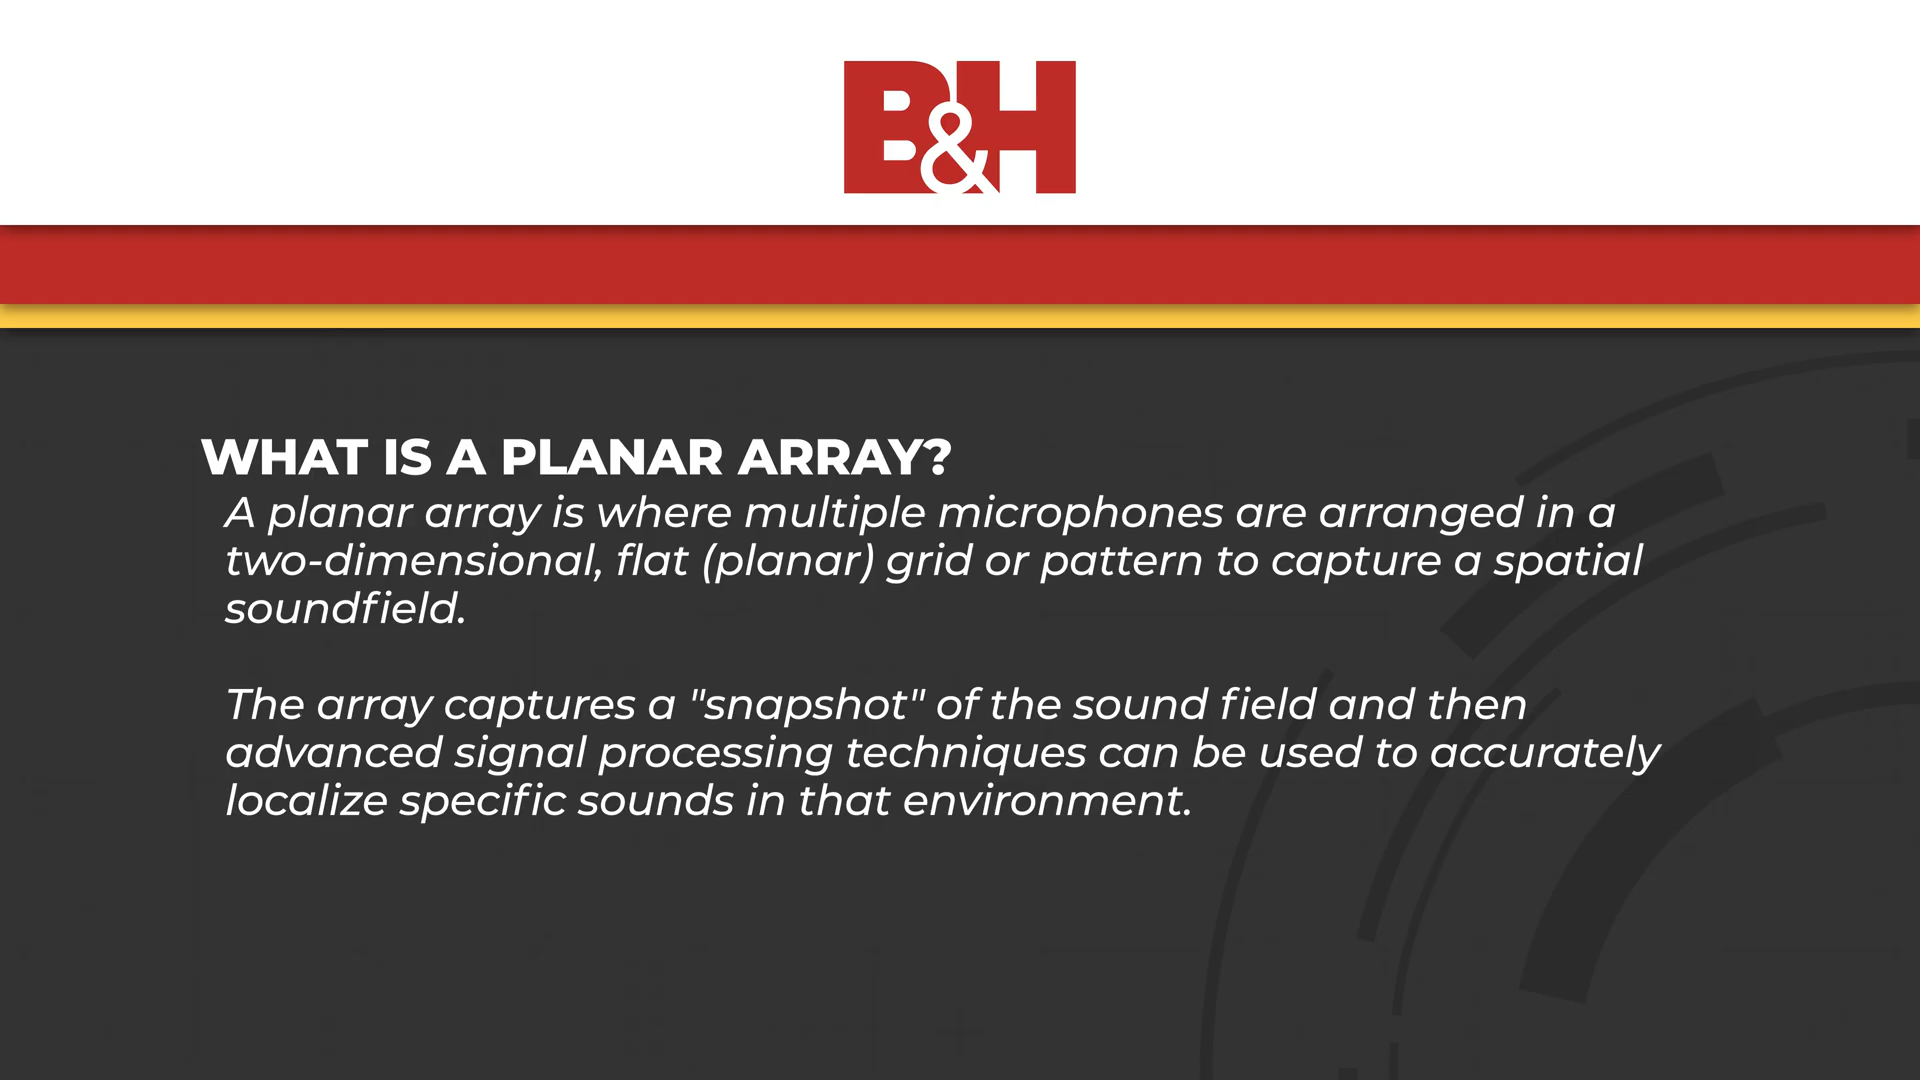 B&H
WHAT IS A PLANAR ARRAY?
A planar array is where multiple microphones are arranged in a
two-dimensional, flat (planar) grid or pattern to capture a spatial
soundfield.
The array captures a "snapshot" of the sound field and then
advanced signal processing techniques can be used to accurately
localize specific sounds in that environment.